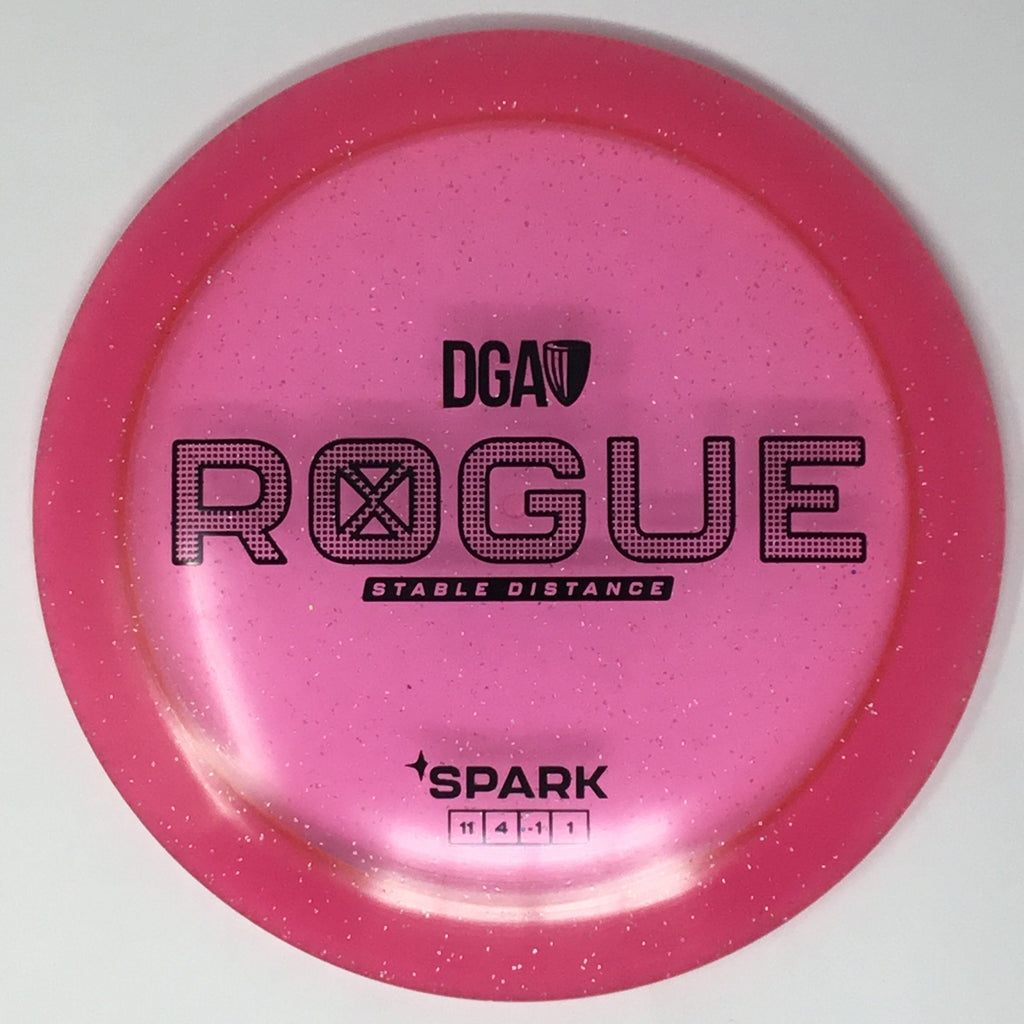 DGA
ROGUE
STABLE DISTANCE
SPARK
11 4 -1 1